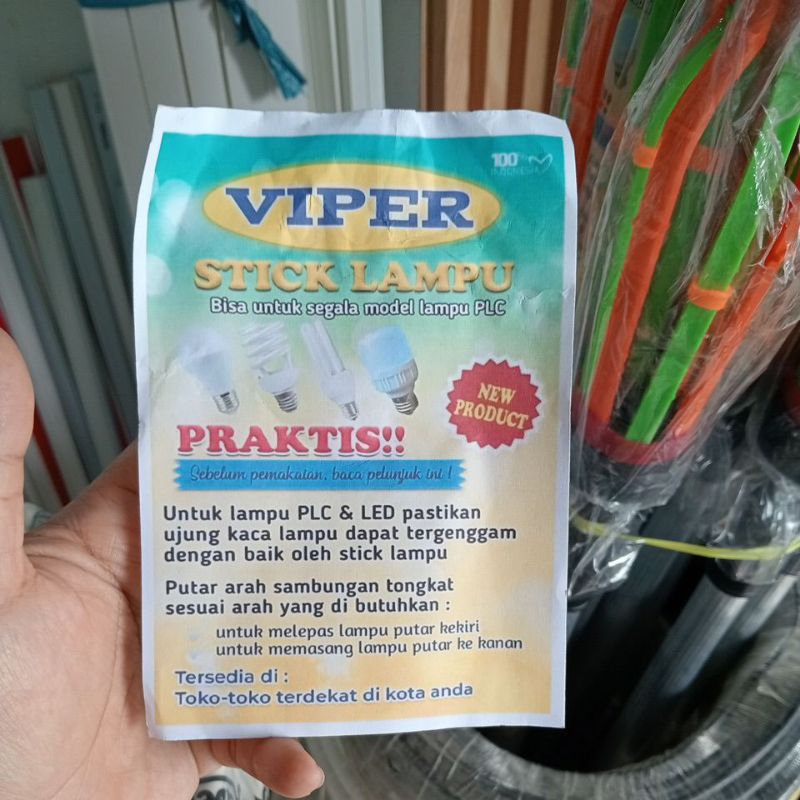 100%
INDONESIA
VIPER
STICK LAMPU
Bisa untuk segala model lampu PLC
NEW
PRODUCT
PRAKTIS!!
Sebelum pemakaian, baca petunjuk ini !
Untuk lampu PLC & LED pastikan
ujung kaca lampu dapat tergenggam
dengan baik oleh stick lampu
Putar arah sambungan tongkat
sesuai arah yang di butuhkan :
untuk melepas lampu putar kekiri
untuk memasang lampu putar ke kanan
Tersedia di :
Toko-toko terdekat di kota anda